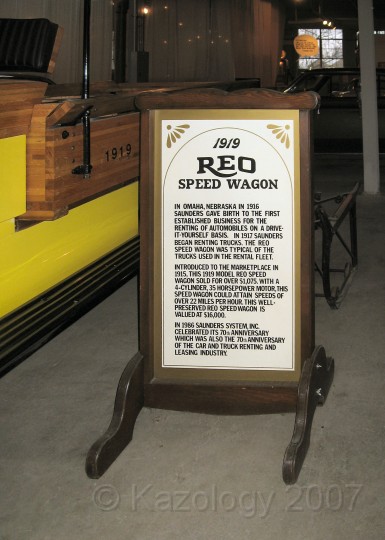 1919
1919
REO
SPEED WAGON
IN OMAHA, NEBRASKA IN 1916
SAUNDERS GAVE BIRTH TO THE FIRST
ESTABLISHED BUSINESS FOR THE
RENTING OF AUTOMOBILES ON A DRIVE-
IT-YOURSELF BASIS. IN 1917 SAUNDERS
BEGAN RENTING TRUCKS. THE REO
SPEED WAGON WAS TYPICAL OF THE
TRUCKS USED IN THE RENTAL FLEET.
INTRODUCED TO THE MARKETPLACE IN
1915, THIS 1919 MODEL REO SPEED
WAGON SOLD FOR OVER $1,075. WITH A
4-CYLINDER, 35 HORSEPOWER MOTOR, THIS
SPEED WAGON COULD ATTAIN SPEEDS OF
OVER 22 MILES PER HOUR. THIS WELL-
PRESERVED REO SPEED WAGON IS
VALUED AT $16,000.
IN 1986 SAUNDERS SYSTEM, INC.
CELEBRATED ITS 70TH ANNIVERSARY
WHICH WAS ALSO THE 70TH ANNIVERSARY
OF THE CAR AND TRUCK RENTING AND
LEASING INDUSTRY.
© Kazology 2007